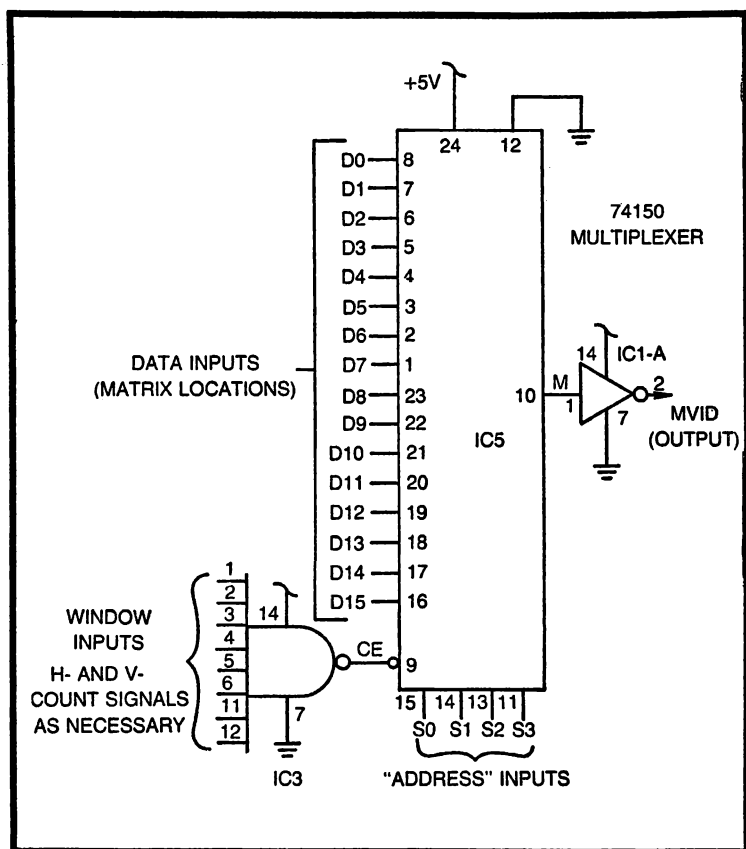 +5V
24
12
D0
8
D1
7
D2
6
D3
5
D4
4
D5
3
D6
2
D7
1
D8
23
D9
22
D10
21
D11
20
D12
19
D13
18
D14
17
D15
16
DATA INPUTS
(MATRIX LOCATIONS)
74150
MULTIPLEXER
IC5
10
M
1
14
IC1-A
2
7
MVID
(OUTPUT)
1
2
3
4
5
6
11
12
WINDOW
INPUTS
H- AND V-
COUNT SIGNALS
AS NECESSARY
14
7
IC3
CE
9
15
14
13
11
S0
S1
S2
S3
"ADDRESS" INPUTS